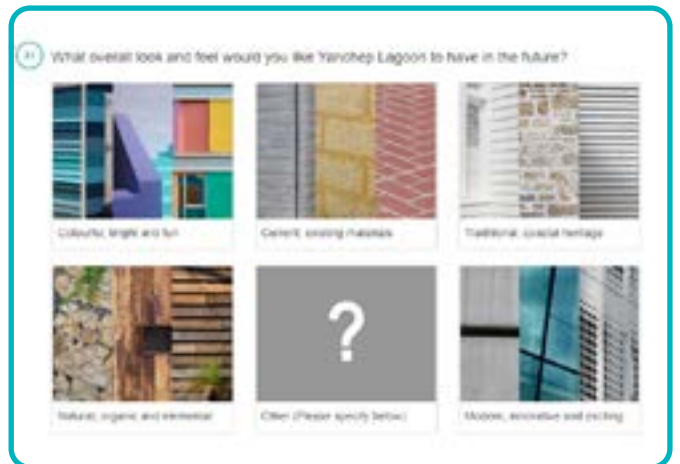 What overall look and feel would you like Yanchep Lagoon to have in the future?
Colourful, bright and fun
Current, existing materials
Traditional, coastal heritage
Natural, organic and elemental
?
Other (Please specify below)
Modern, innovative and exciting